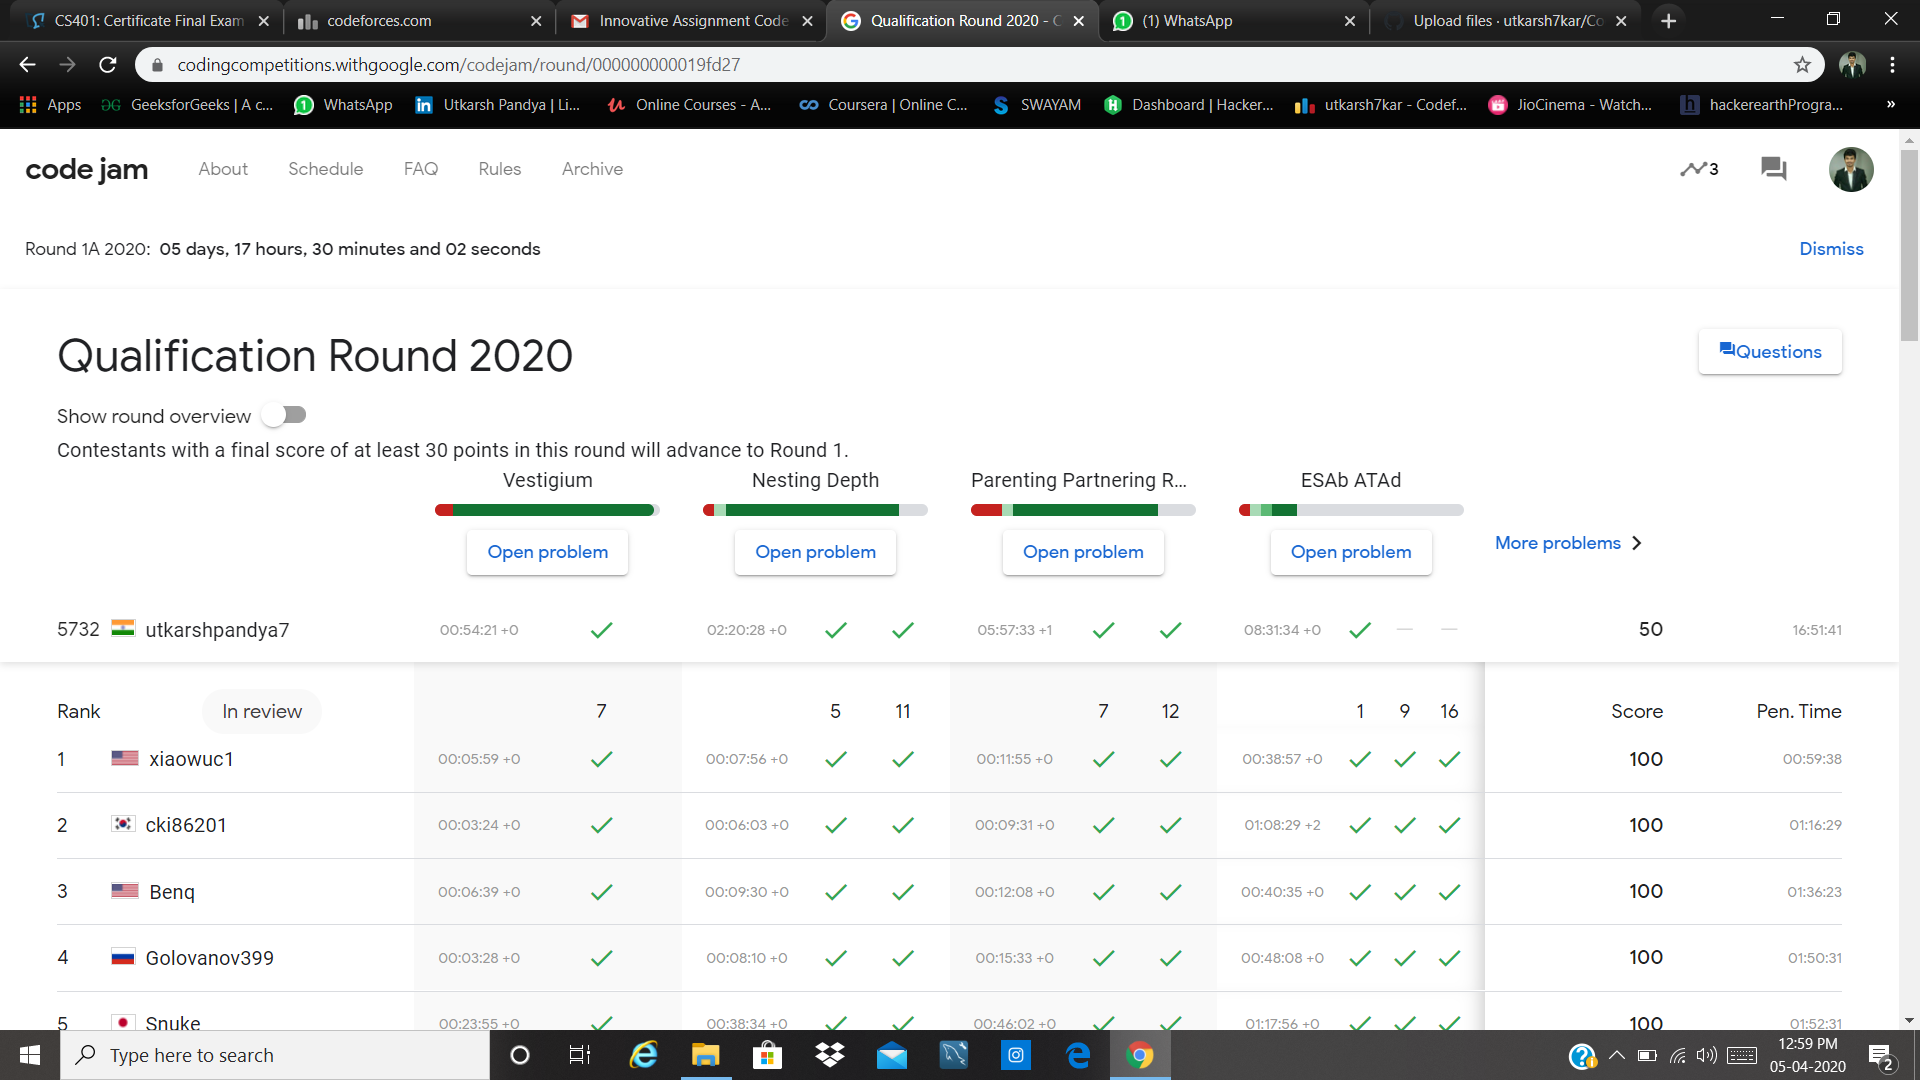 CS401: Certificate Final Exam
codeforces.com
Innovative Assignment Code
Qualification Round 2020 - C
(1) WhatsApp
Upload files · utkarsh7kar/Co
codingcompetitions.withgoogle.com/codejam/round/000000000019fd27
Apps GeeksforGeeks | A c... WhatsApp Utkarsh Pandya | Li... Online Courses - A... Coursera | Online C... SWAYAM Dashboard | Hacker... utkarsh7kar - Codef... JioCinema - Watch... hackerearthProgra... »
code jam About Schedule FAQ Rules Archive 3
Round 1A 2020: 05 days, 17 hours, 30 minutes and 02 seconds Dismiss
Qualification Round 2020 Questions
Show round overview
Contestants with a final score of at least 30 points in this round will advance to Round 1.
Vestigium Nesting Depth Parenting Partnering R... ESAb ATAd
Open problem Open problem Open problem Open problem More problems
5732 utkarshpandya7 00:54:21 +0 02:20:28 +0 05:57:33 +1 08:31:34 +0 50 16:51:41
Rank In review 7 5 11 7 12 1 9 16 Score Pen. Time
1 xiaowuc1 00:05:59 +0 00:07:56 +0 00:11:55 +0 00:38:57 +0 100 00:59:38
2 cki86201 00:03:24 +0 00:06:03 +0 00:09:31 +0 01:08:29 +2 100 01:16:29
3 Benq 00:06:39 +0 00:09:30 +0 00:12:08 +0 00:40:35 +0 100 01:36:23
4 Golovanov399 00:03:28 +0 00:08:10 +0 00:15:33 +0 00:48:08 +0 100 01:50:31
5 Snuke 00:23:55 +0 00:38:34 +0 00:46:02 +0 01:17:56 +0 100 01:52:31
Type here to search
12:59 PM
05-04-2020
2